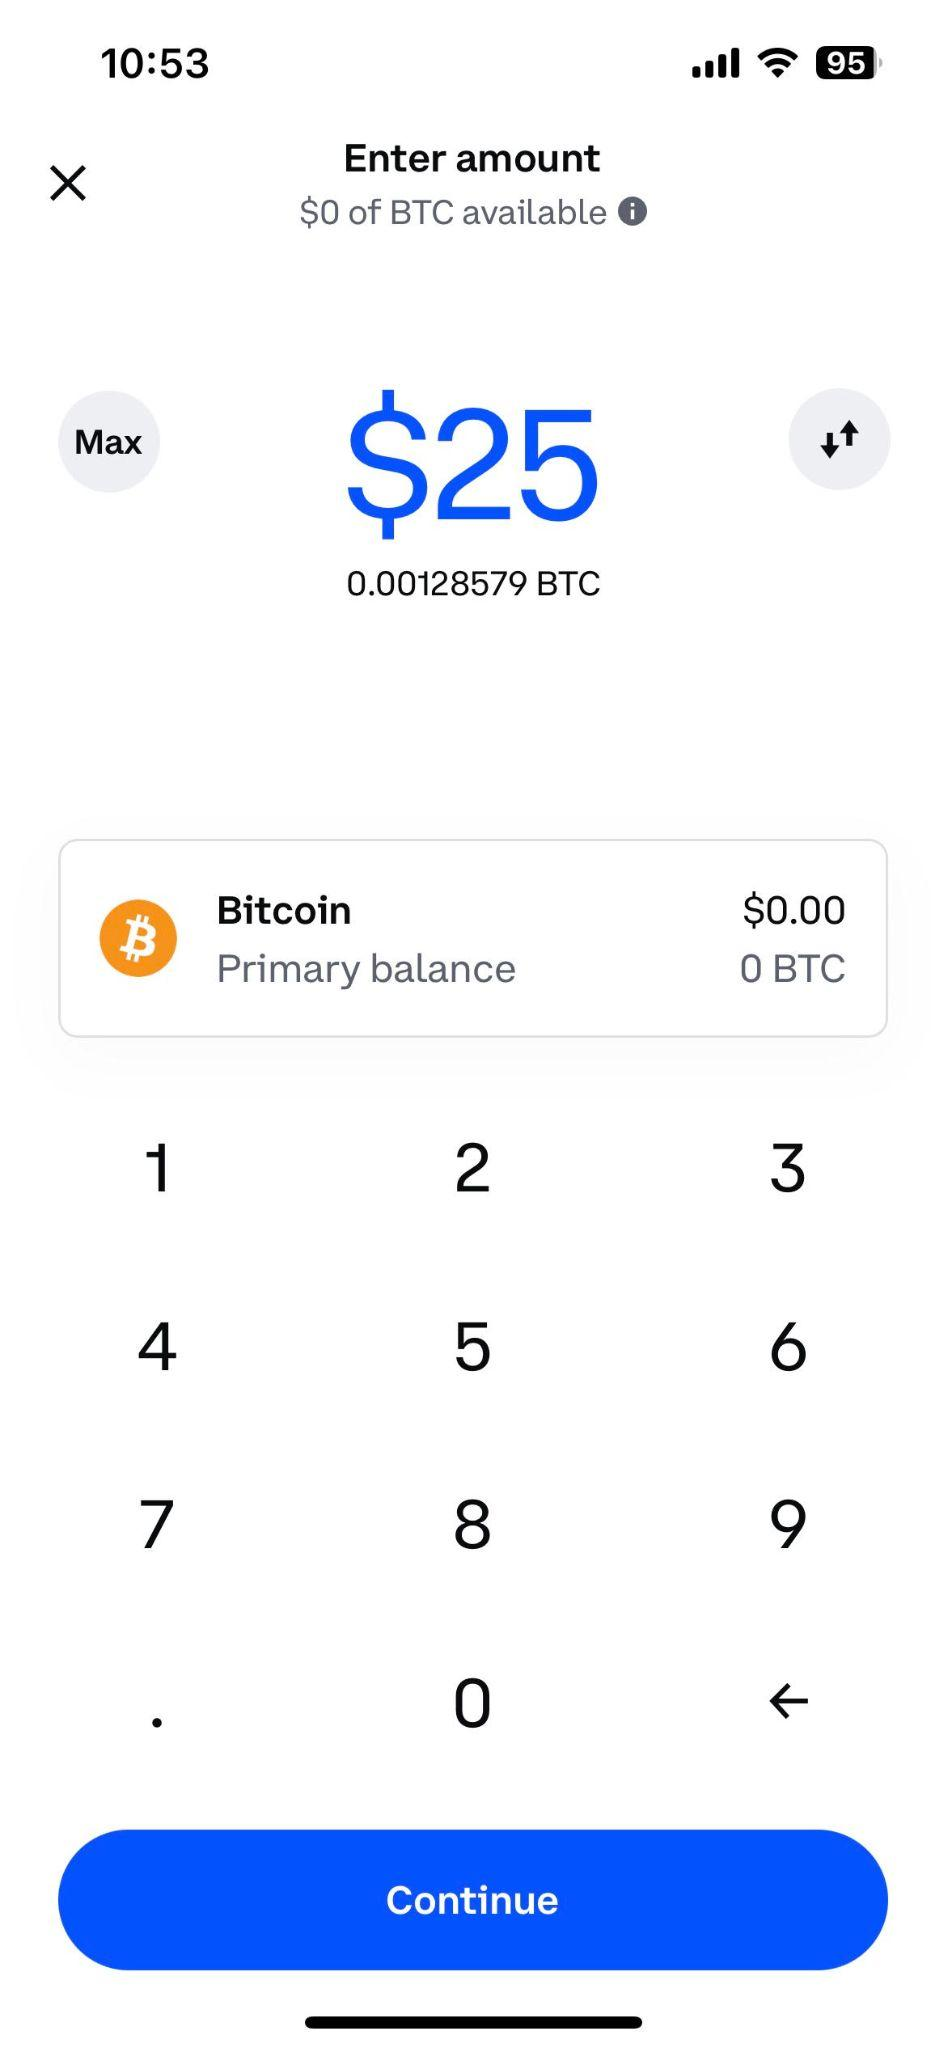 10:53
95
Enter amount
$0 of BTC available
Max
$25
0.00128579 BTC
Bitcoin
$0.00
Primary balance
0 BTC
1 2 3
4 5 6
7 8 9
. 0
Continue